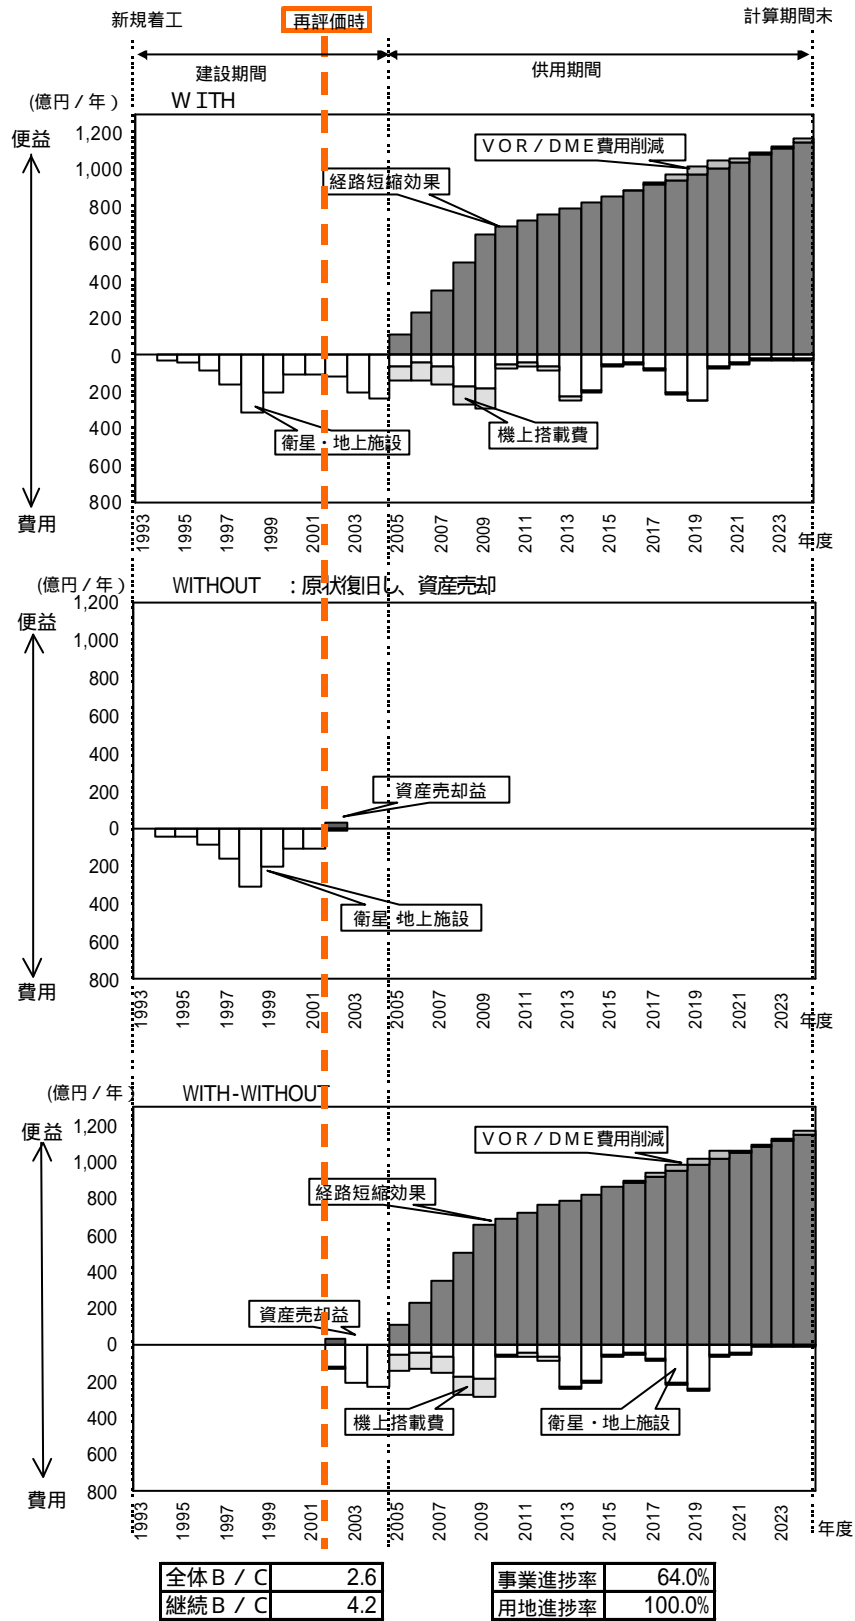 新規着工
再評価時
計算期間末
建設期間
供用期間
(億円/年)
WITH
便益
1,200
1,000
800
600
400
200
0
200
400
600
800
費用
VOR/DME費用削減
経路短縮効果
衛星・地上施設
機上搭載費
1993
1995
1997
1999
2001
2003
2005
2007
2009
2011
2013
2015
2017
2019
2021
2023
年度
(億円/年)
WITHOUT :原状復旧し、資産売却
便益
1,200
1,000
800
600
400
200
0
200
400
600
800
費用
資産売却益
衛星・地上施設
1993
1995
1997
1999
2001
2003
2005
2007
2009
2011
2013
2015
2017
2019
2021
2023
年度
(億円/年)
WITH-WITHOUT
便益
1,200
1,000
800
600
400
200
0
200
400
600
800
費用
VOR/DME費用削減
経路短縮効果
資産売却益
機上搭載費
衛星・地上施設
1993
1995
1997
1999
2001
2003
2005
2007
2009
2011
2013
2015
2017
2019
2021
2023
年度
全体B/C 2.6
継続B/C 4.2
事業進捗率 64.0%
用地進捗率 100.0%